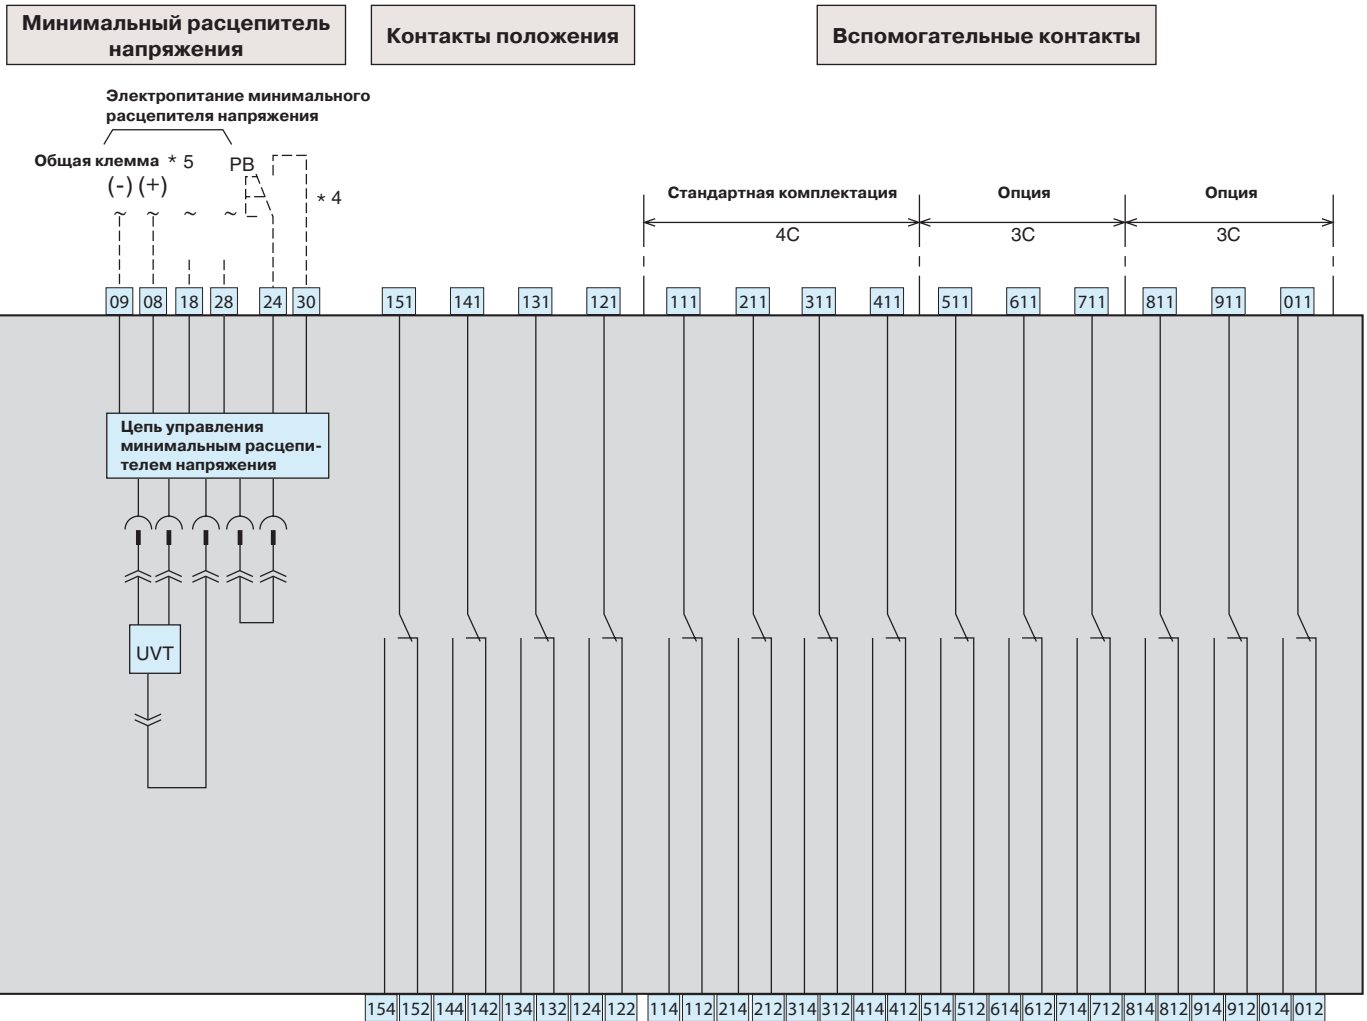 Минимальный расцепитель
напряжения
Контакты положения
Вспомогательные контакты
Электропитание минимального
расцепителя напряжения
Общая клемма * 5
PB
(-) (+)
* 4
~ ~ ~ ~
Стандартная комплектация
Опция
Опция
4C
3C
3C
09 08 18 28 24 30 151 141 131 121 111 211 311 411 511 611 711 811 911 011
Цепь управления
минимальным расцепи-
телем напряжения
UVT
154 152 144 142 134 132 124 122 114 112 214 212 314 312 414 412 514 512 614 612 714 712 814 812 914 912 014 012